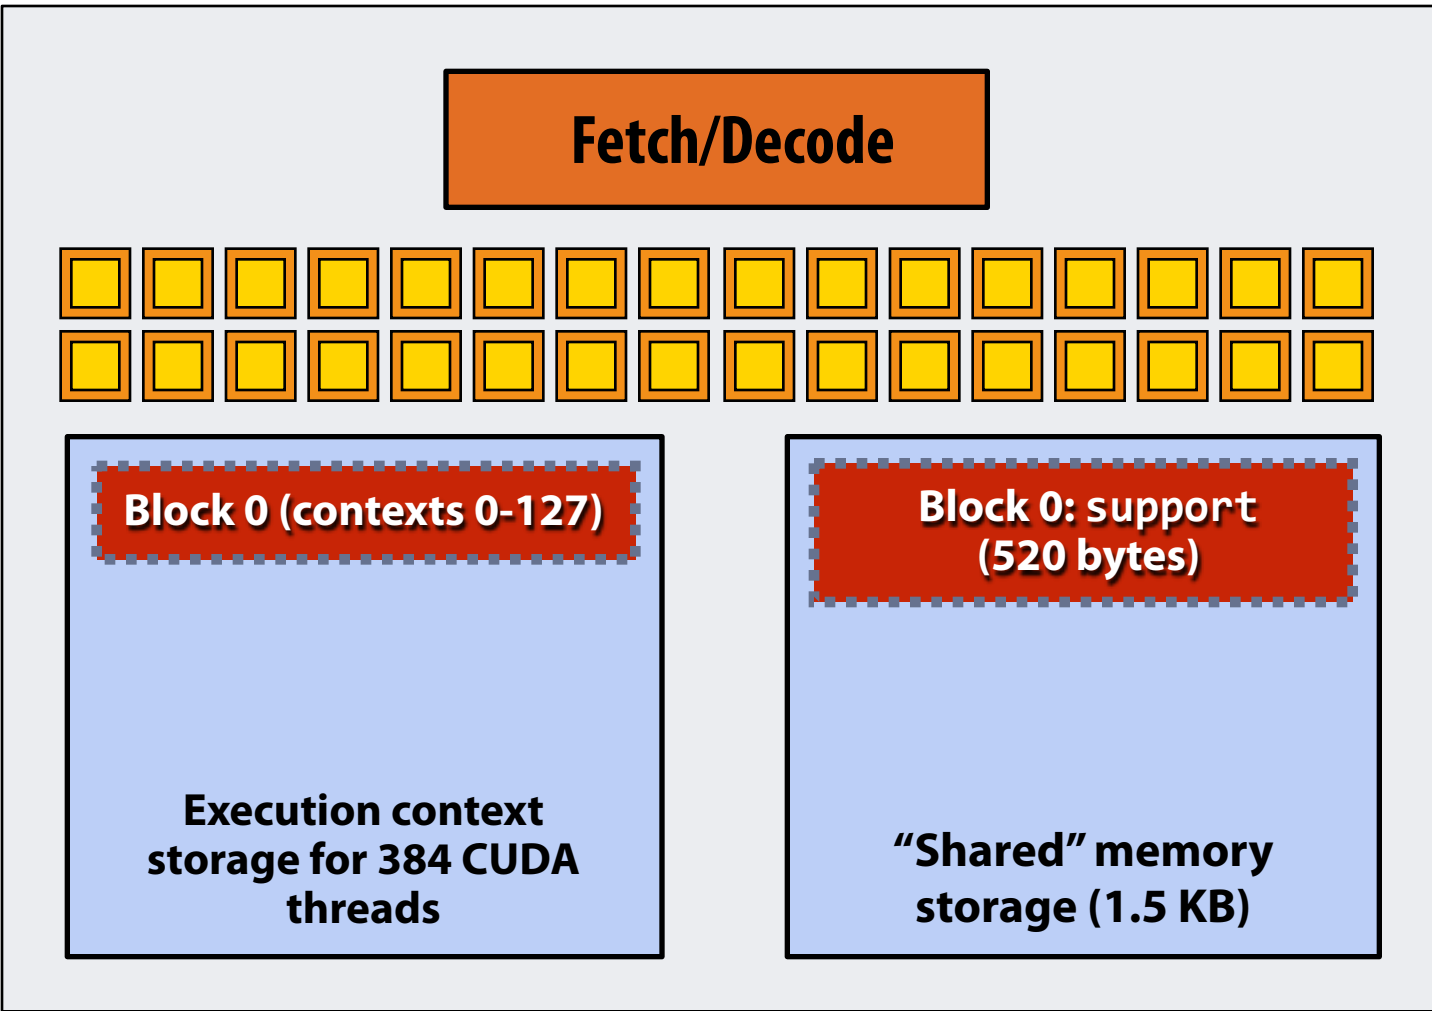 Fetch/Decode
Block 0 (contexts 0-127)
Execution context
storage for 384 CUDA
threads
Block 0: support
(520 bytes)
“Shared” memory
storage (1.5 KB)